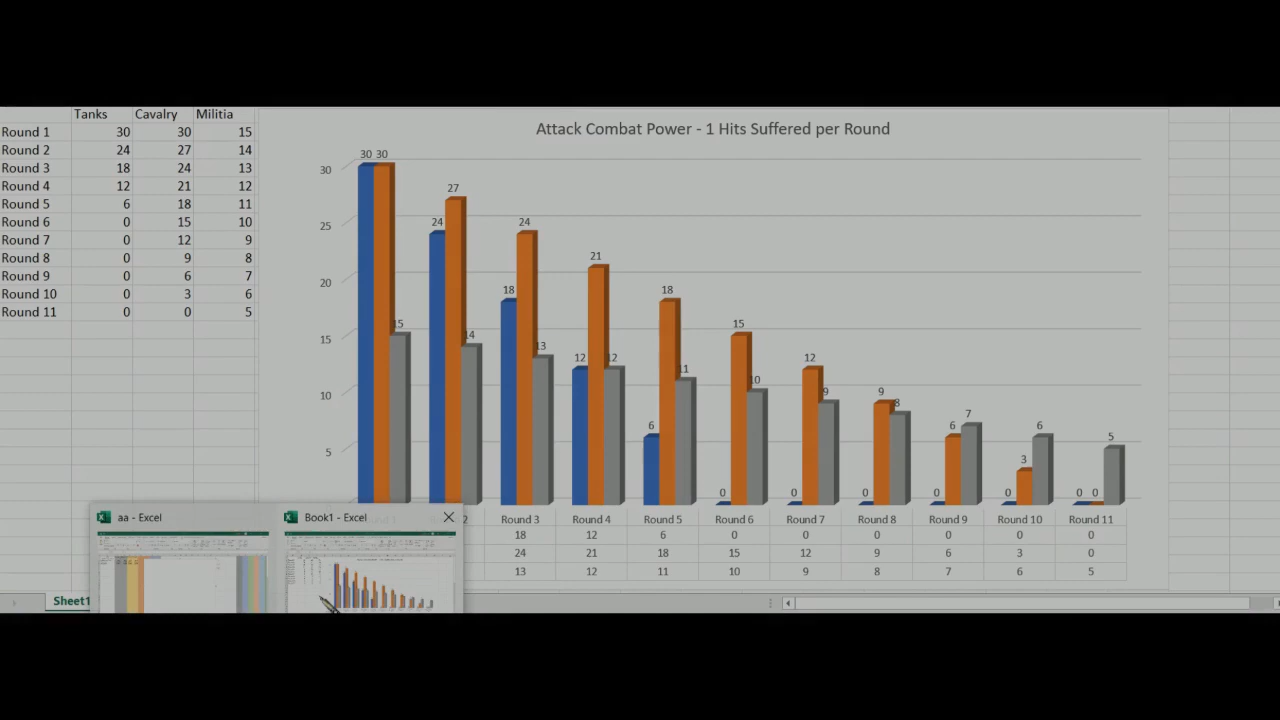 Tanks Cavalry Militia
Round 1 30 30 15
Round 2 24 27 14
Round 3 18 24 13
Round 4 12 21 12
Round 5 6 18 11
Round 6 0 15 10
Round 7 0 12 9
Round 8 0 9 8
Round 9 0 6 7
Round 10 0 3 6
Round 11 0 0 5
Attack Combat Power - 1 Hits Suffered per Round
30
25
20
15
10
5
30 30 15
24 27 14
18 24 13
12 21 12
6 18 11
0 15 10
0 12 9
0 9 8
0 6 7
0 3 6
0 0 5
2 Round 3 Round 4 Round 5 Round 6 Round 7 Round 8 Round 9 Round 10 Round 11
18 12 6 0 0 0 0 0 0
24 21 18 15 12 9 6 3 0
13 12 11 10 9 8 7 6 5
aa - Excel
Book1 - Excel
Sheet1